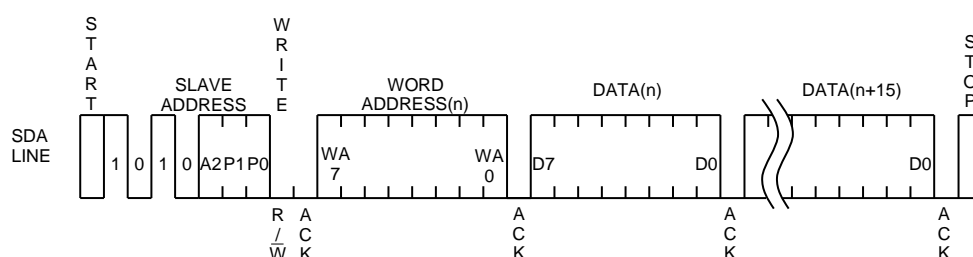 START
WRITE
STOP
SLAVE
ADDRESS
WORD
ADDRESS(n)
DATA(n)
DATA(n+15)
SDA
LINE
1 0 1 0 A2 P1 P0
WA
7
WA
0
D7
D0
D0
R/W
ACK
ACK
ACK
ACK